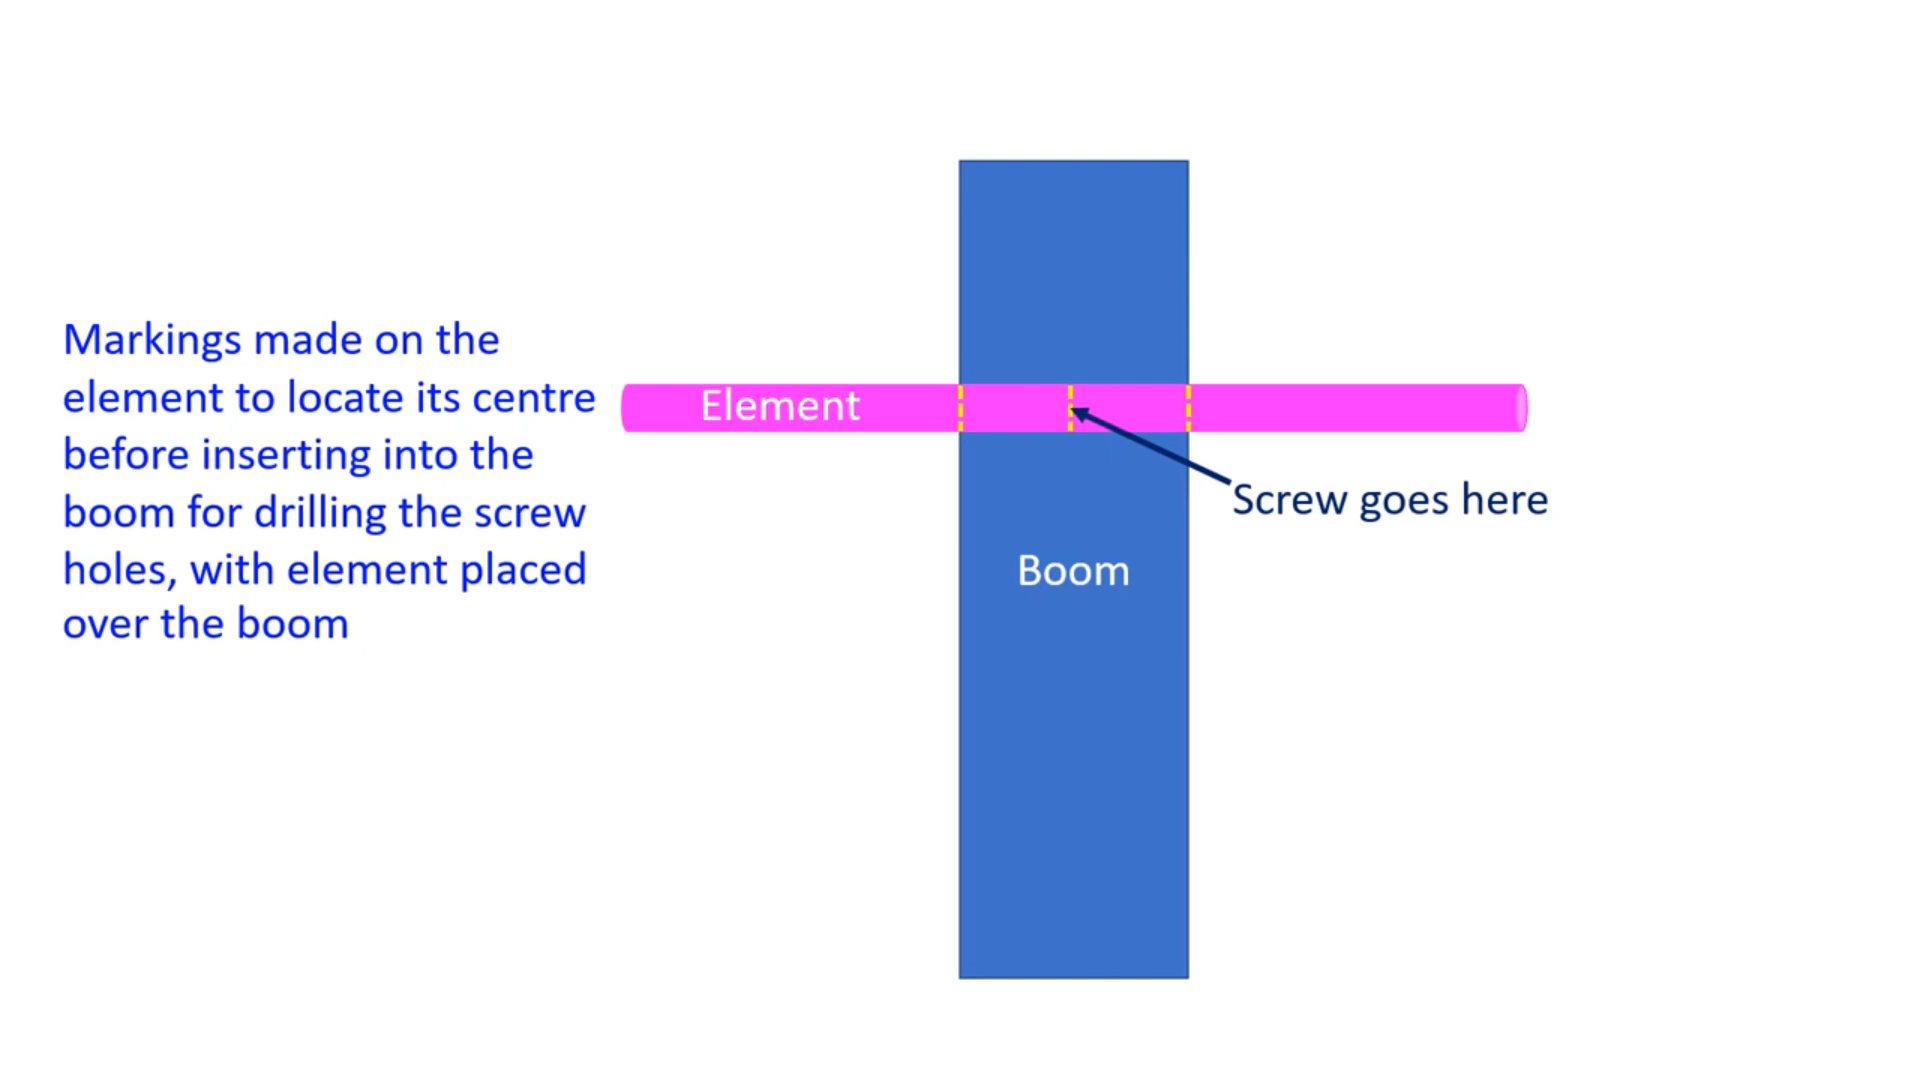 Markings made on the
element to locate its centre
before inserting into the
boom for drilling the screw
holes, with element placed
over the boom
Element
Screw goes here
Boom